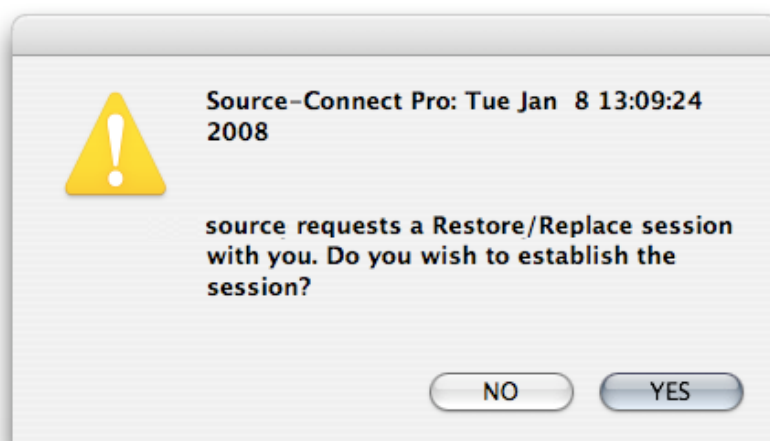 Source-Connect Pro: Tue Jan  8 13:09:24
2008
source requests a Restore/Replace session
with you. Do you wish to establish the
session?
NO
YES